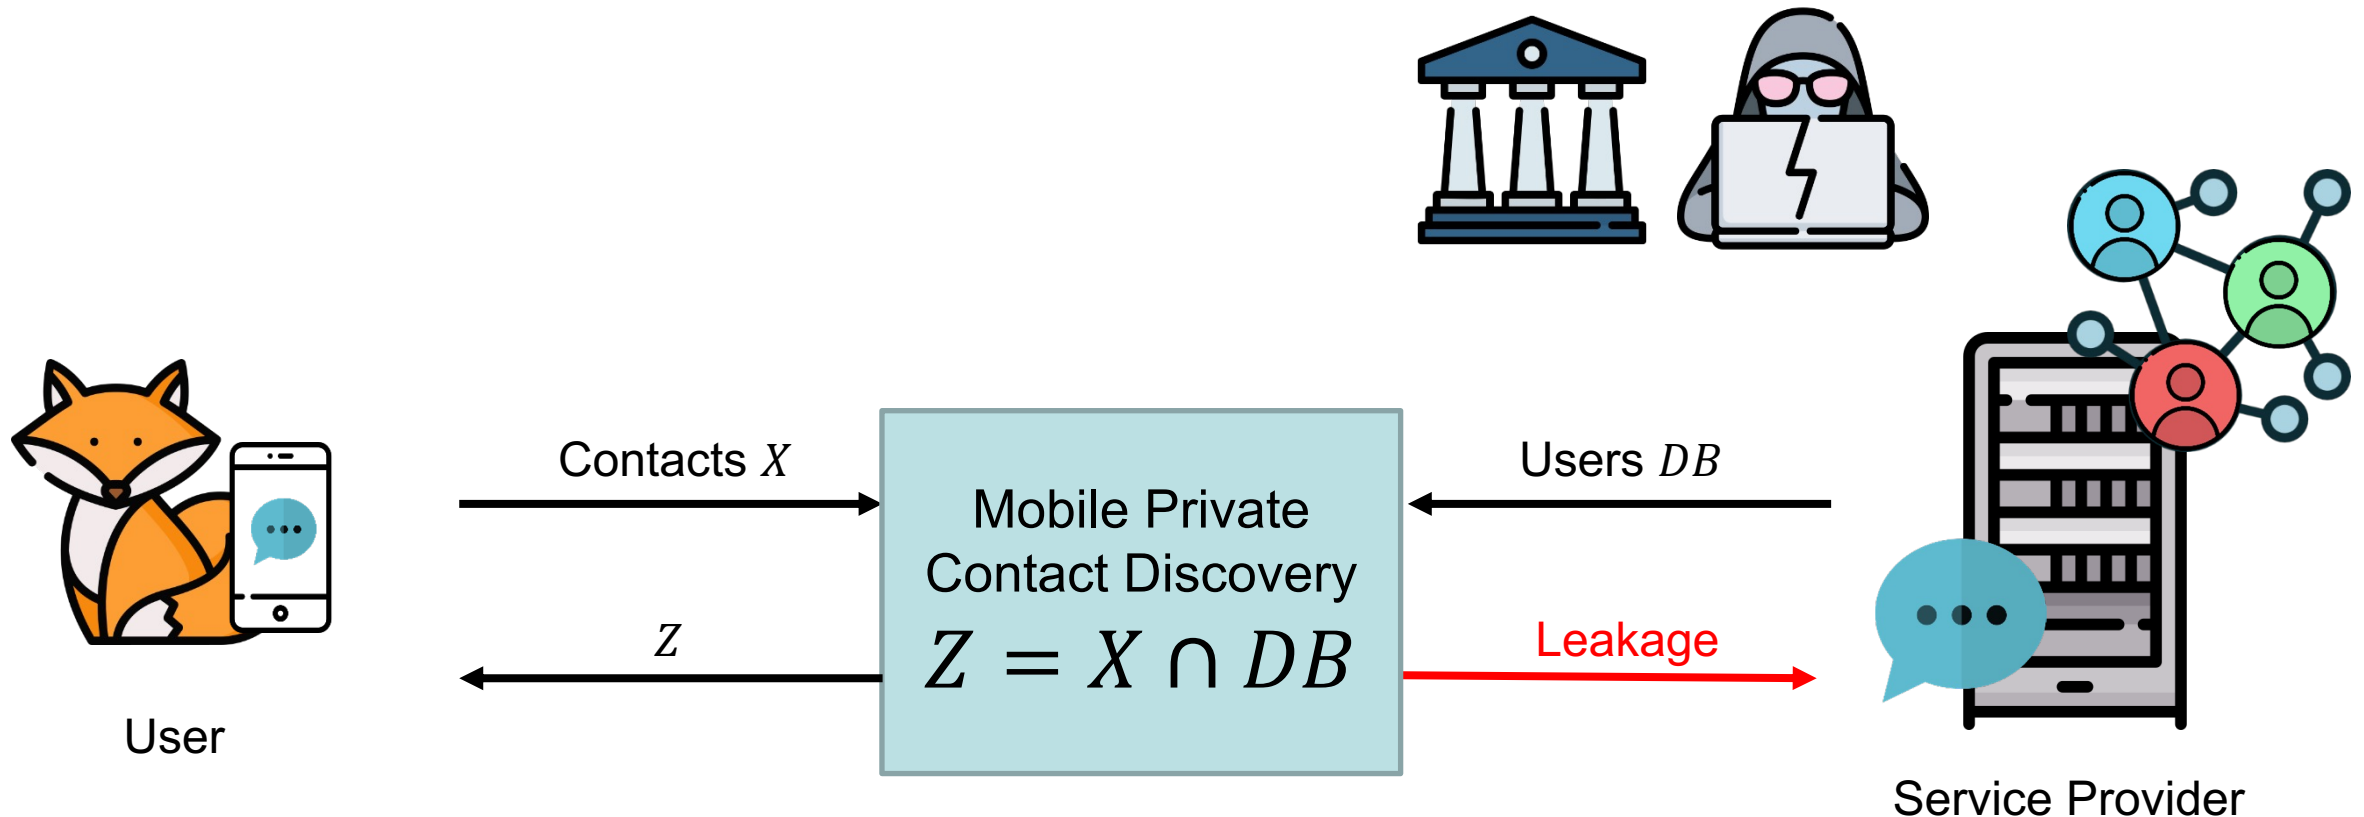 Contacts X
Users DB
Mobile Private
Contact Discovery
Z = X ∩ DB
Z
Leakage
User
Service Provider